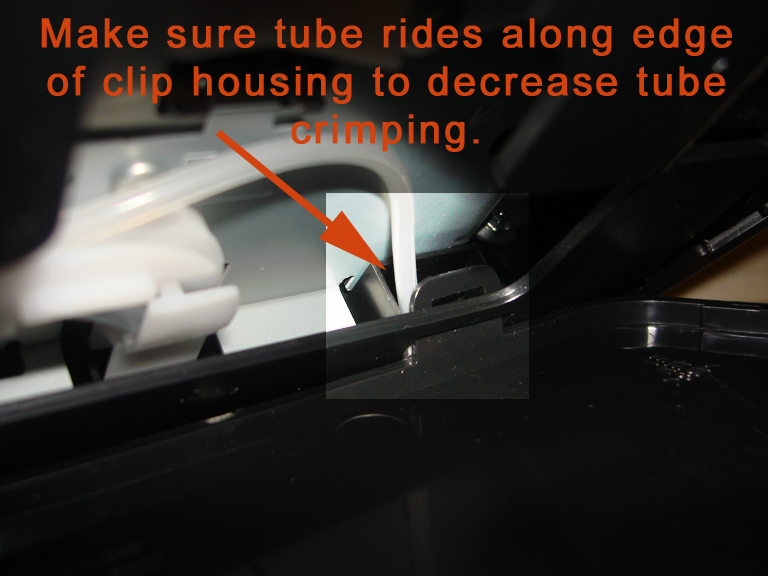 Make sure tube rides along edge
of clip housing to decrease tube
crimping.